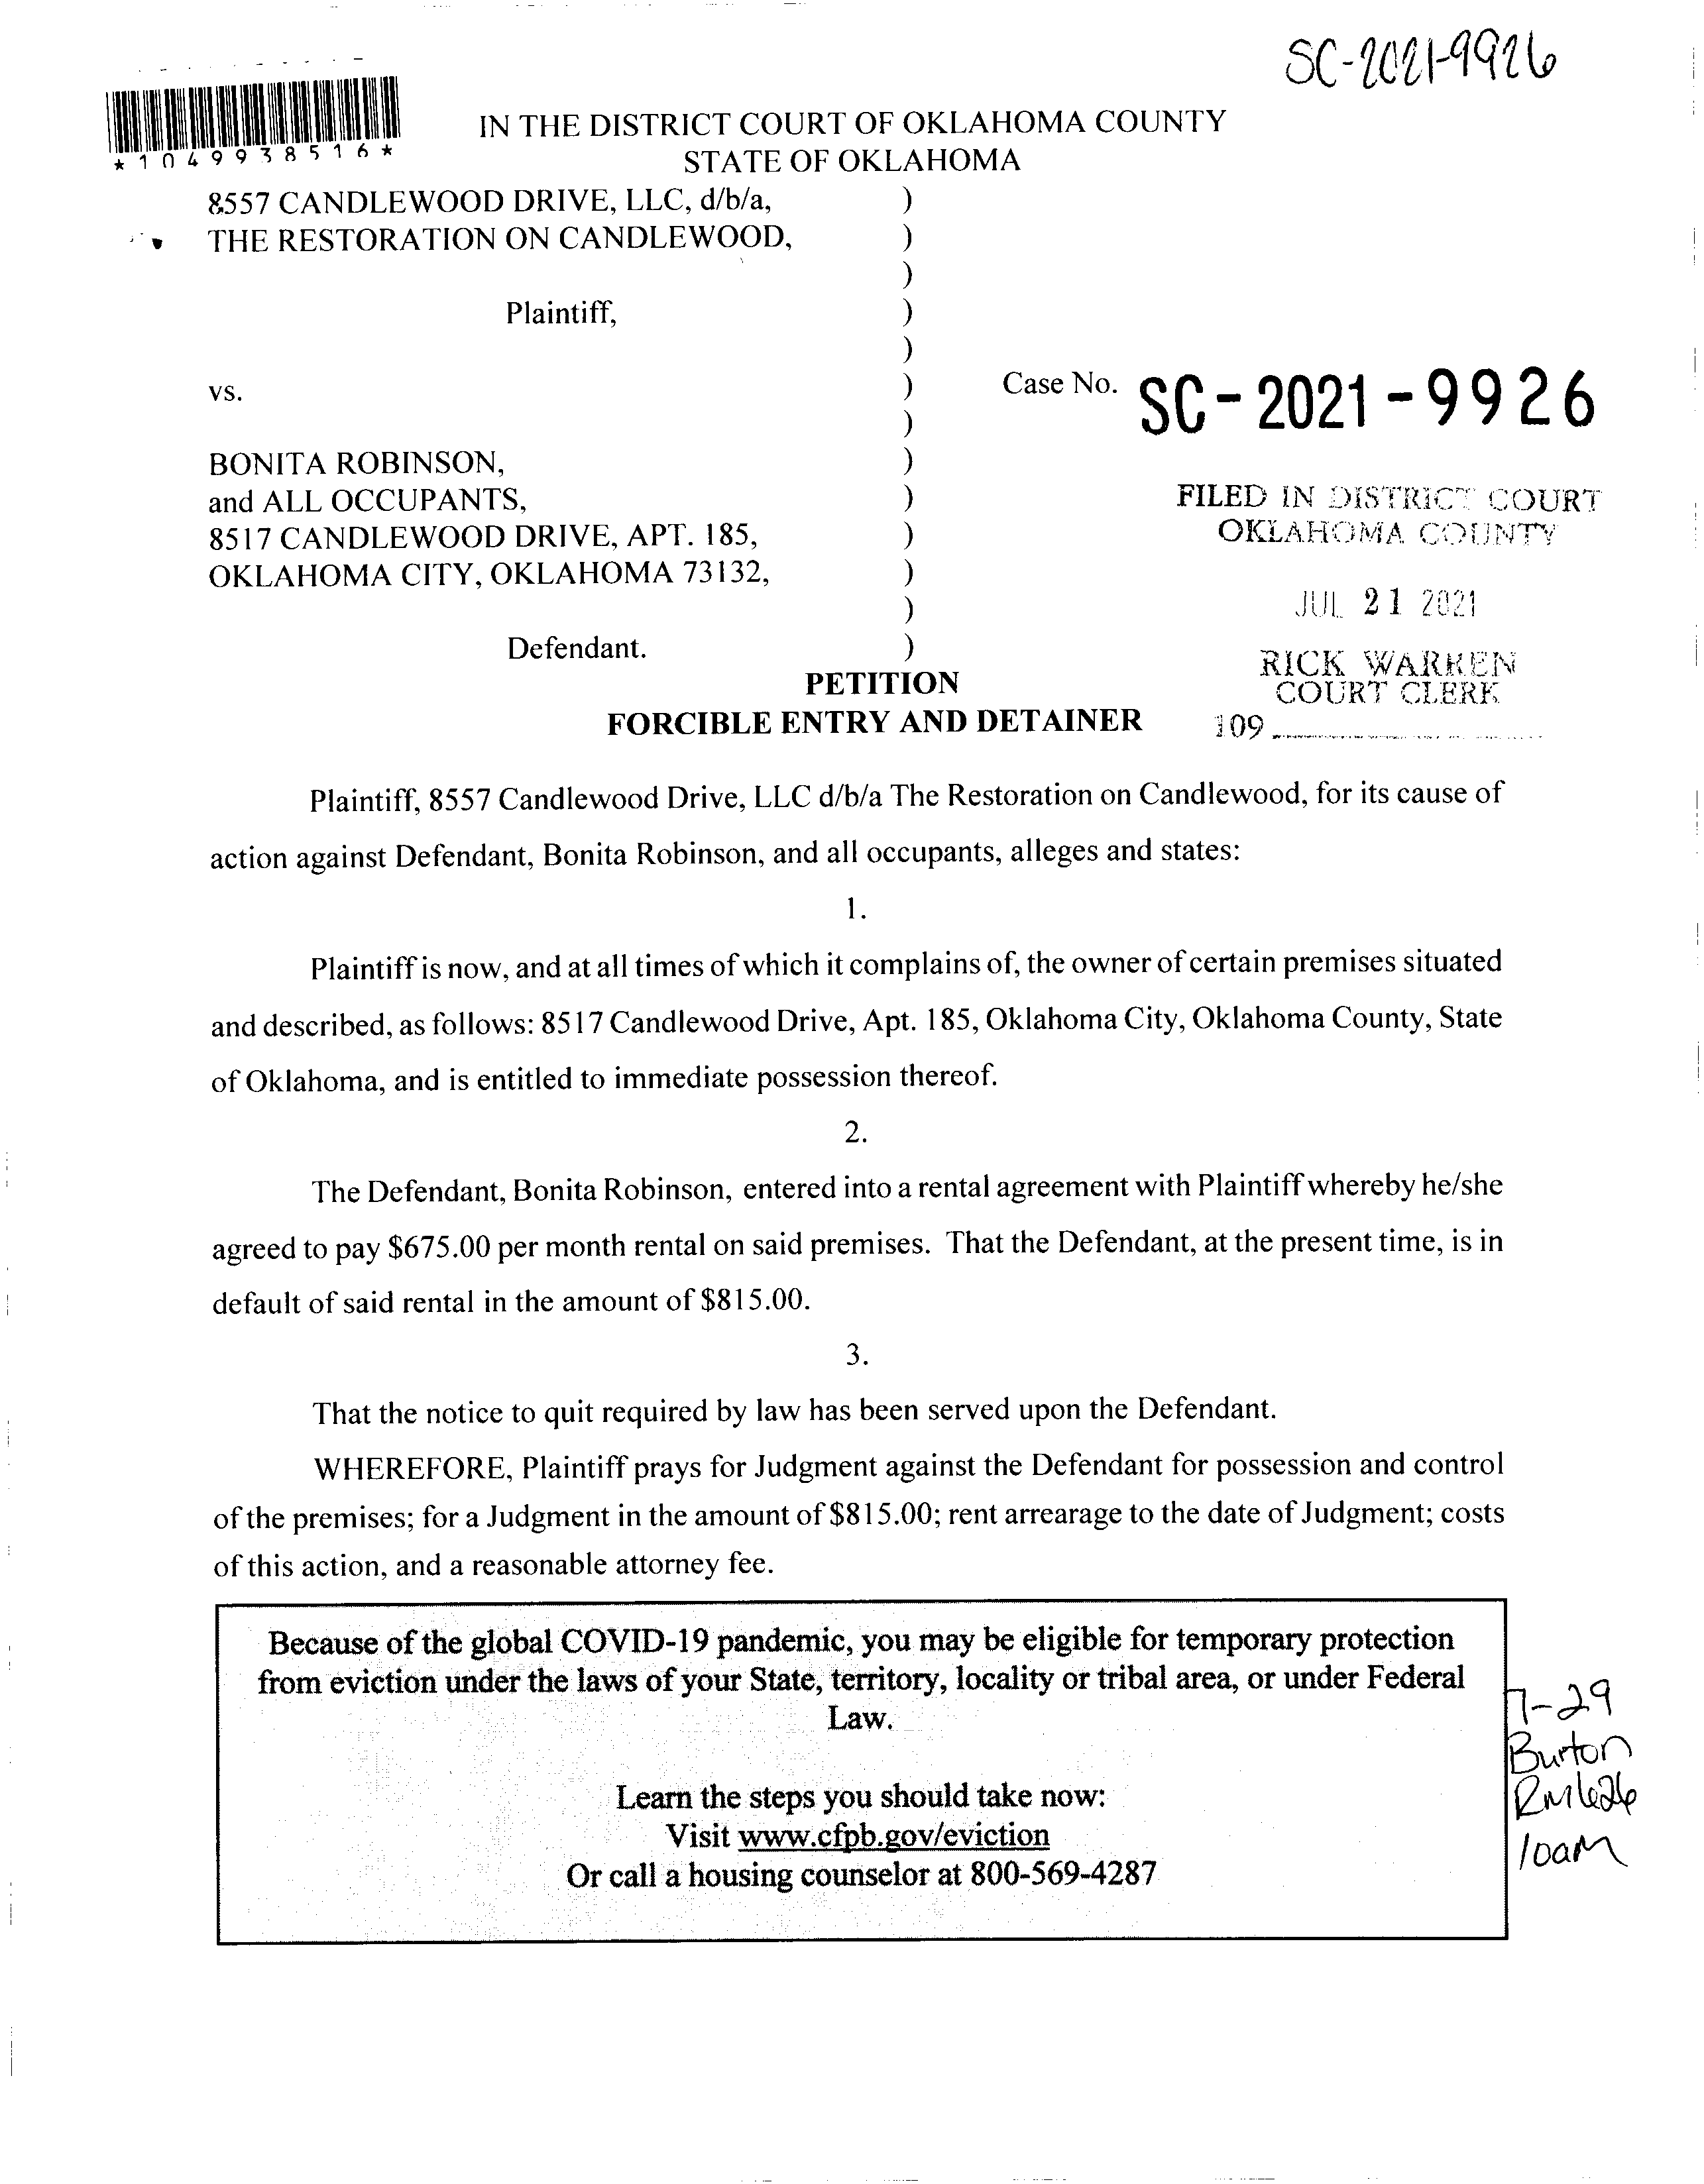 SC-2021-9926
*1049938516*
IN THE DISTRICT COURT OF OKLAHOMA COUNTY
STATE OF OKLAHOMA
8557 CANDLEWOOD DRIVE, LLC, d/b/a, )
THE RESTORATION ON CANDLEWOOD, )
)
Plaintiff, )
)
vs. ) Case No. SC-2021-9926
)
BONITA ROBINSON, )
and ALL OCCUPANTS, ) FILED IN DISTRICT COURT
8517 CANDLEWOOD DRIVE, APT. 185, ) OKLAHOMA COUNTY
OKLAHOMA CITY, OKLAHOMA 73132, )
) JUL 21 2021
Defendant. ) RICK WARREN
PETITION COURT CLERK
FORCIBLE ENTRY AND DETAINER 109
Plaintiff, 8557 Candlewood Drive, LLC d/b/a The Restoration on Candlewood, for its cause of
action against Defendant, Bonita Robinson, and all occupants, alleges and states:
1.
Plaintiff is now, and at all times of which it complains of, the owner of certain premises situated
and described, as follows: 8517 Candlewood Drive, Apt. 185, Oklahoma City, Oklahoma County, State
of Oklahoma, and is entitled to immediate possession thereof.
2.
The Defendant, Bonita Robinson, entered into a rental agreement with Plaintiff whereby he/she
agreed to pay $675.00 per month rental on said premises. That the Defendant, at the present time, is in
default of said rental in the amount of $815.00.
3.
That the notice to quit required by law has been served upon the Defendant.
WHEREFORE, Plaintiff prays for Judgment against the Defendant for possession and control
of the premises; for a Judgment in the amount of $815.00; rent arrearage to the date of Judgment; costs
of this action, and a reasonable attorney fee.
Because of the global COVID-19 pandemic, you may be eligible for temporary protection
from eviction under the laws of your State, territory, locality or tribal area, or under Federal
Law.
Learn the steps you should take now:
Visit www.cfpb.gov/eviction
Or call a housing counselor at 800-569-4287
7-29
Burton
Rm 626
10am